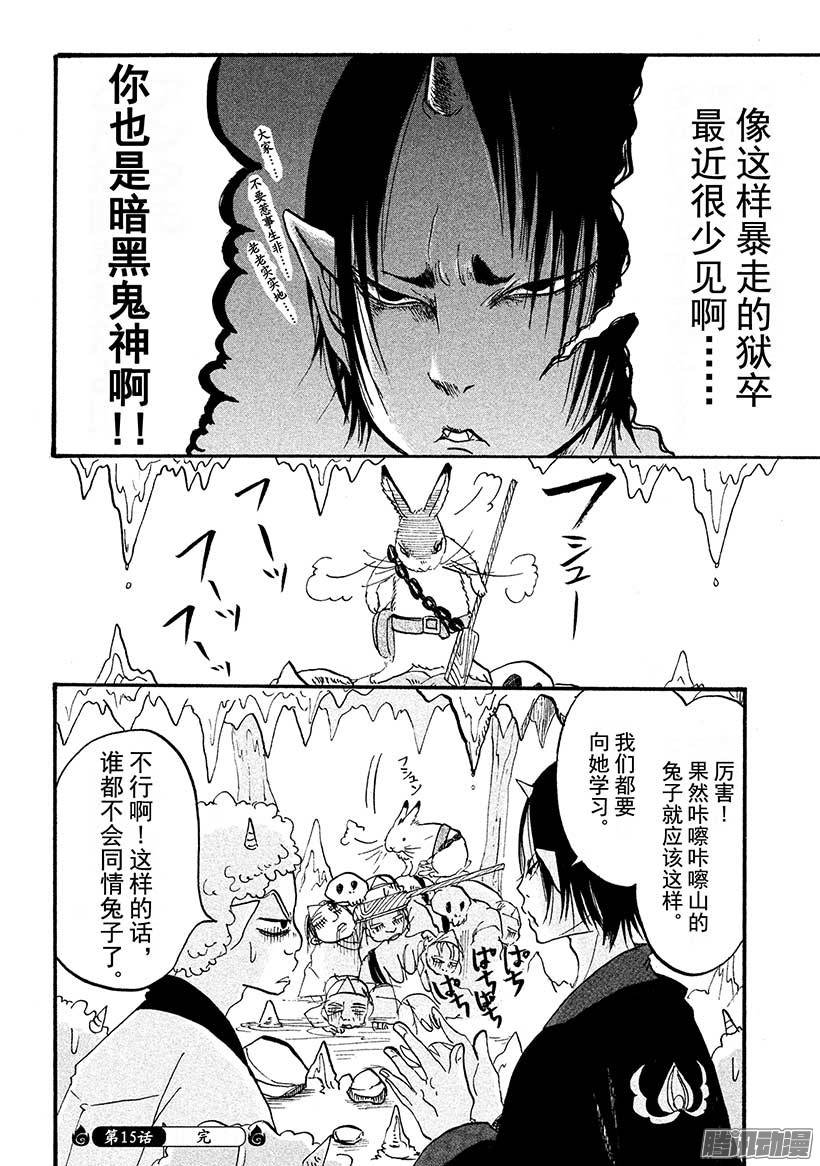 像这样暴走的狱卒
最近很少见啊……
大家……
不要惹事生非…
老老实实地…
你也是暗黑鬼神啊!!
フシュー
フー
フー
厉害！
果然咔嚓咔嚓山的
兔子就应该这样。
我们都要
向她学习。
フシュン
ぱち
ぱち
ぱち
ぱち
不行啊！这样的话，
谁都不会同情兔子了。
第15话
完
腾讯动漫